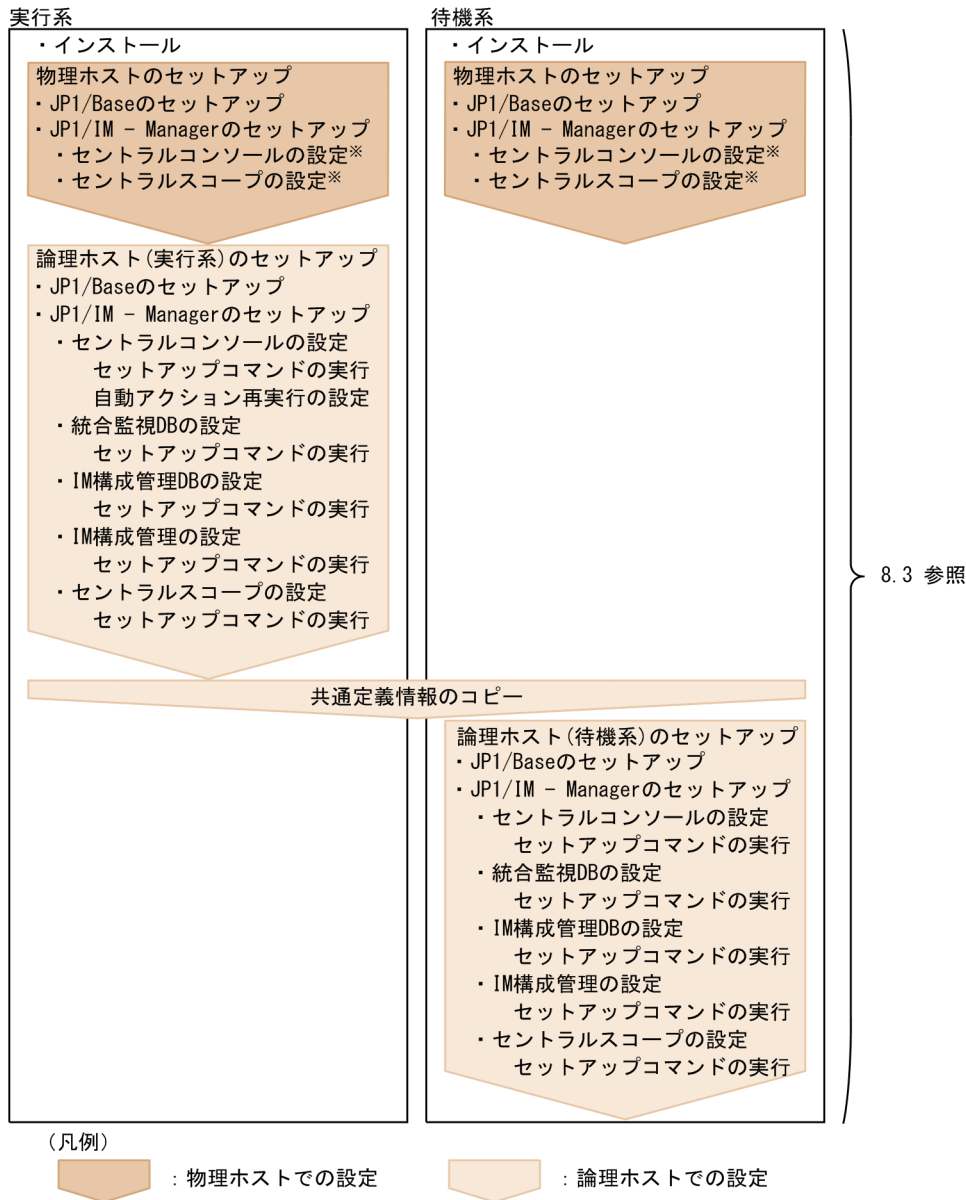 実行系
・インストール
物理ホストのセットアップ
・JP1/Baseのセットアップ
・JP1/IM − Managerのセットアップ
・セントラルコンソールの設定※
・セントラルスコープの設定※
論理ホスト(実行系)のセットアップ
・JP1/Baseのセットアップ
・JP1/IM − Managerのセットアップ
・セントラルコンソールの設定
セットアップコマンドの実行
自動アクション再実行の設定
・統合監視DBの設定
セットアップコマンドの実行
・IM構成管理DBの設定
セットアップコマンドの実行
・IM構成管理の設定
セットアップコマンドの実行
・セントラルスコープの設定
セットアップコマンドの実行
待機系
・インストール
物理ホストのセットアップ
・JP1/Baseのセットアップ
・JP1/IM − Managerのセットアップ
・セントラルコンソールの設定※
・セントラルスコープの設定※
共通定義情報のコピー
論理ホスト(待機系)のセットアップ
・JP1/Baseのセットアップ
・JP1/IM − Managerのセットアップ
・セントラルコンソールの設定
セットアップコマンドの実行
・統合監視DBの設定
セットアップコマンドの実行
・IM構成管理DBの設定
セットアップコマンドの実行
・IM構成管理の設定
セットアップコマンドの実行
・セントラルスコープの設定
セットアップコマンドの実行
8.3 参照
(凡例)
：物理ホストでの設定
：論理ホストでの設定